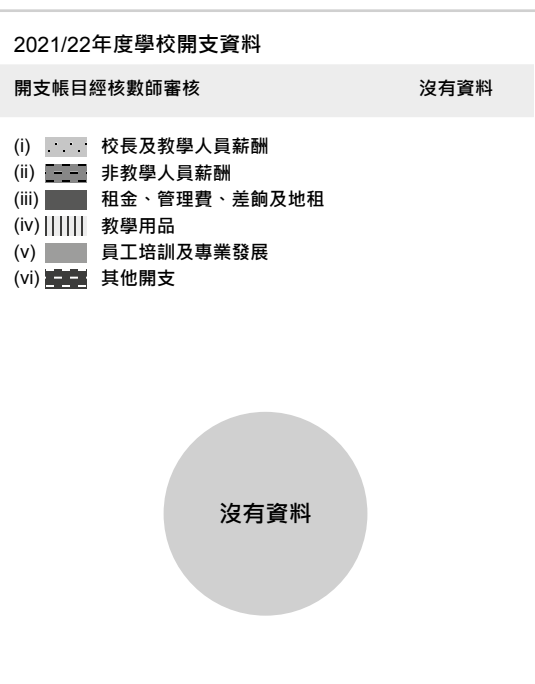 2021/22年度學校開支資料
開支帳目經核數師審核 沒有資料
(i) 校長及教學人員薪酬
(ii) 非教學人員薪酬
(iii) 租金、管理費、差餉及地租
(iv) 教學用品
(v) 員工培訓及專業發展
(vi) 其他開支
沒有資料